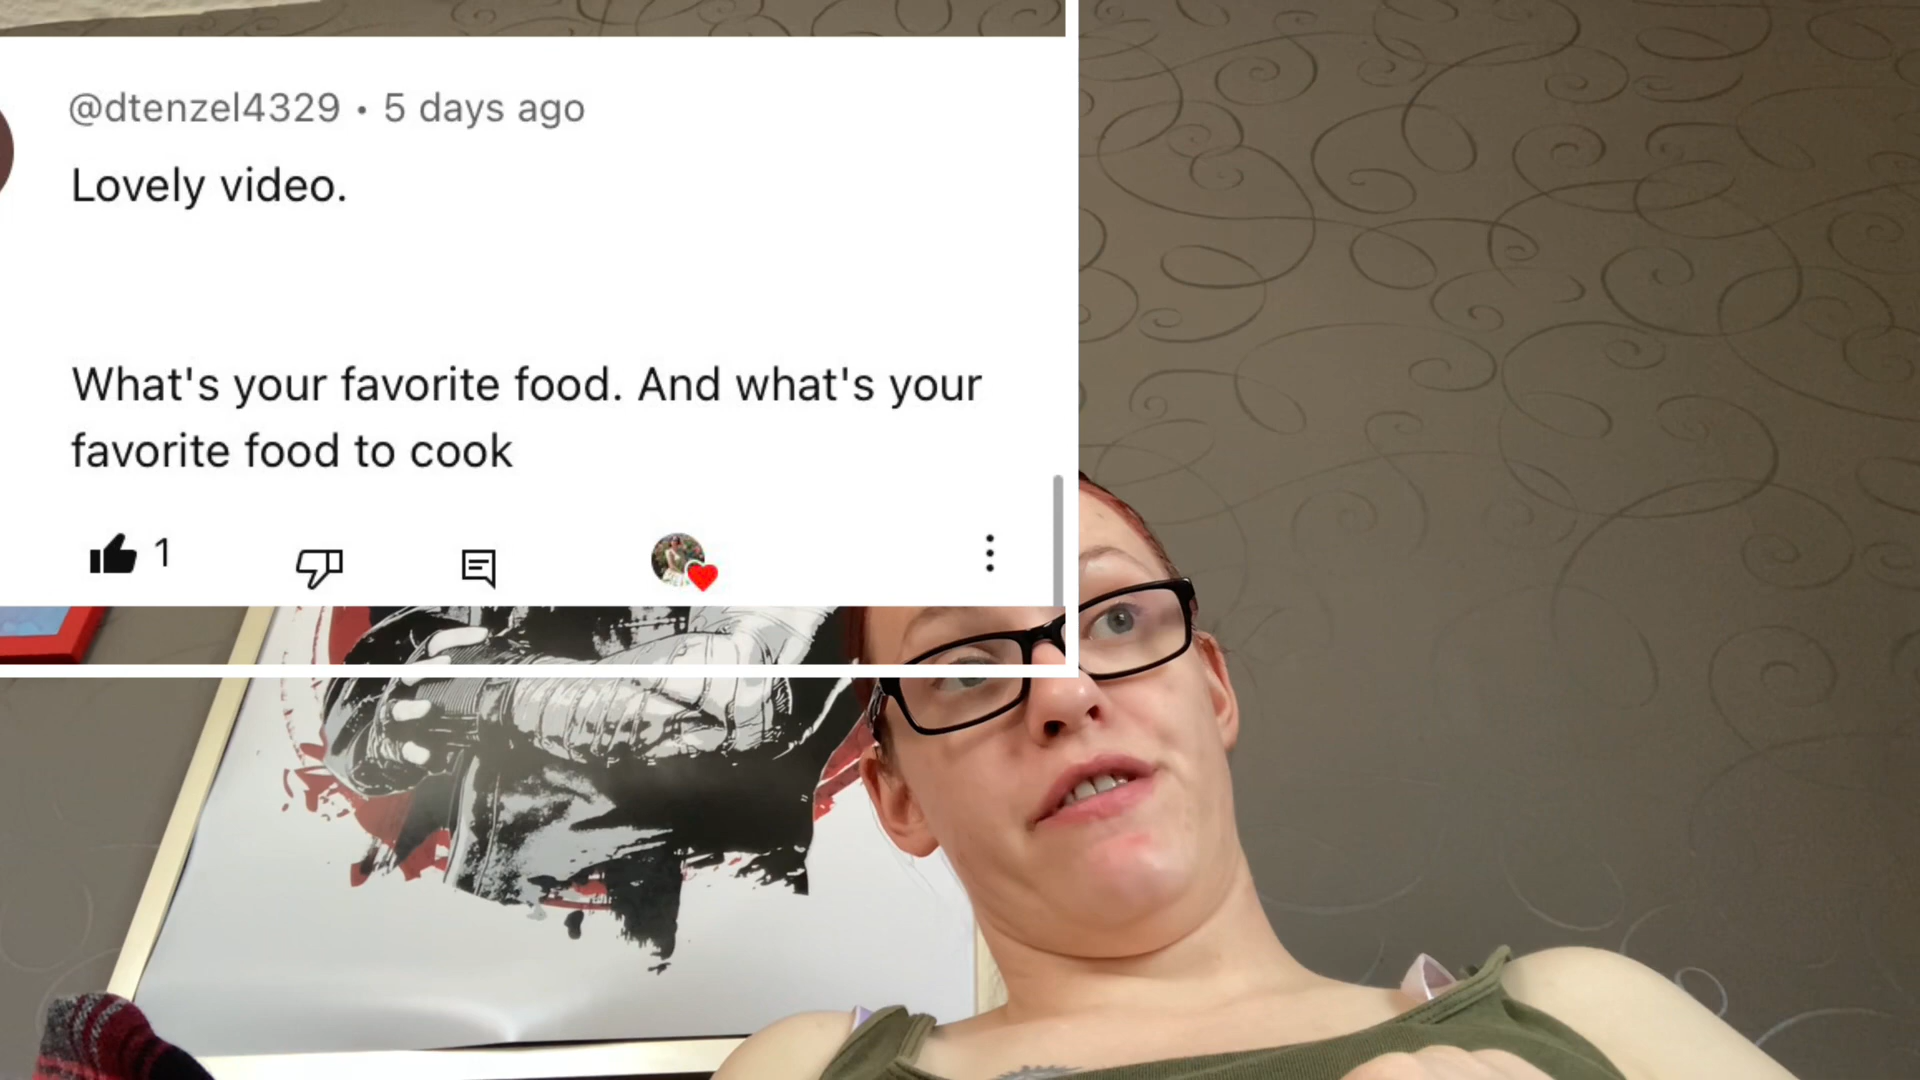 @dtenzel4329 • 5 days ago
Lovely video.
What's your favorite food. And what's your
favorite food to cook
1